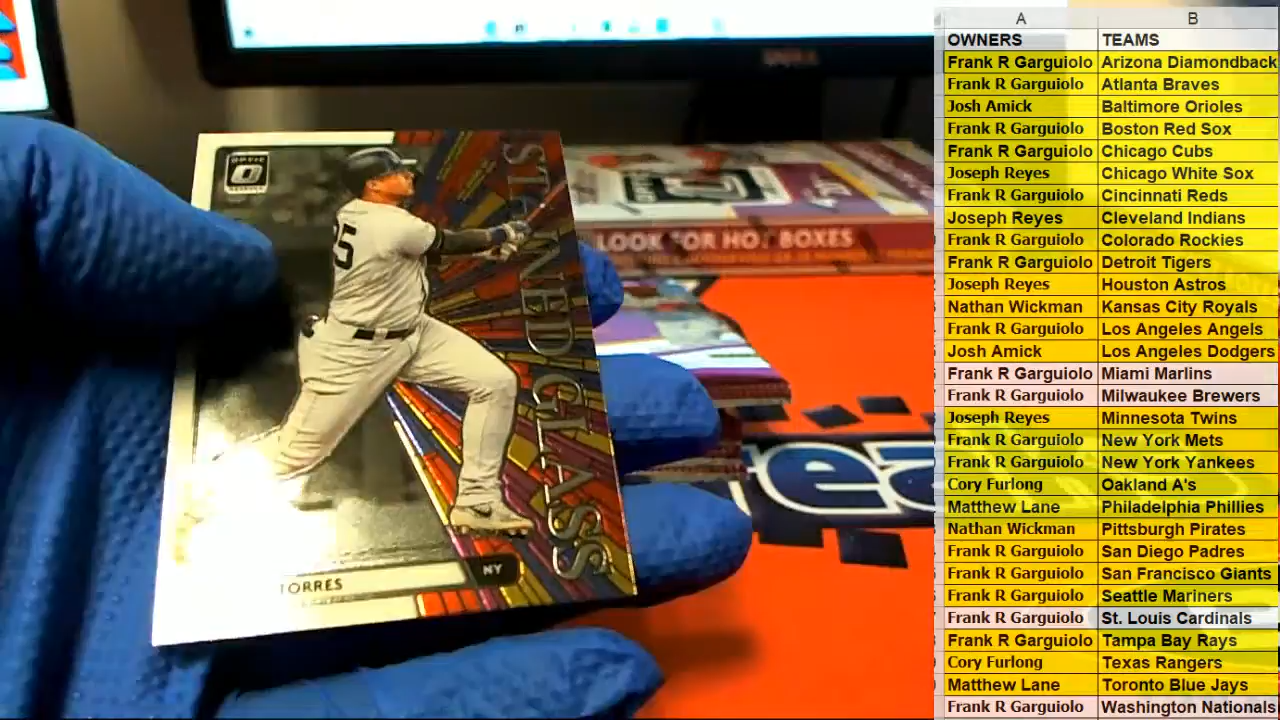 DELL
OPTIC
25
STAINED GLASS
TORRES
NY
LOOK FOR HOT BOXES
A B
OWNERS TEAMS
Frank R Garguiolo Arizona Diamondback
Frank R Garguiolo Atlanta Braves
Josh Amick Baltimore Orioles
Frank R Garguiolo Boston Red Sox
Frank R Garguiolo Chicago Cubs
Joseph Reyes Chicago White Sox
Frank R Garguiolo Cincinnati Reds
Joseph Reyes Cleveland Indians
Frank R Garguiolo Colorado Rockies
Frank R Garguiolo Detroit Tigers
Joseph Reyes Houston Astros
Nathan Wickman Kansas City Royals
Frank R Garguiolo Los Angeles Angels
Josh Amick Los Angeles Dodgers
Frank R Garguiolo Miami Marlins
Frank R Garguiolo Milwaukee Brewers
Joseph Reyes Minnesota Twins
Frank R Garguiolo New York Mets
Frank R Garguiolo New York Yankees
Cory Furlong Oakland A's
Matthew Lane Philadelphia Phillies
Nathan Wickman Pittsburgh Pirates
Frank R Garguiolo San Diego Padres
Frank R Garguiolo San Francisco Giants
Frank R Garguiolo Seattle Mariners
Frank R Garguiolo St. Louis Cardinals
Frank R Garguiolo Tampa Bay Rays
Cory Furlong Texas Rangers
Matthew Lane Toronto Blue Jays
Frank R Garguiolo Washington Nationals